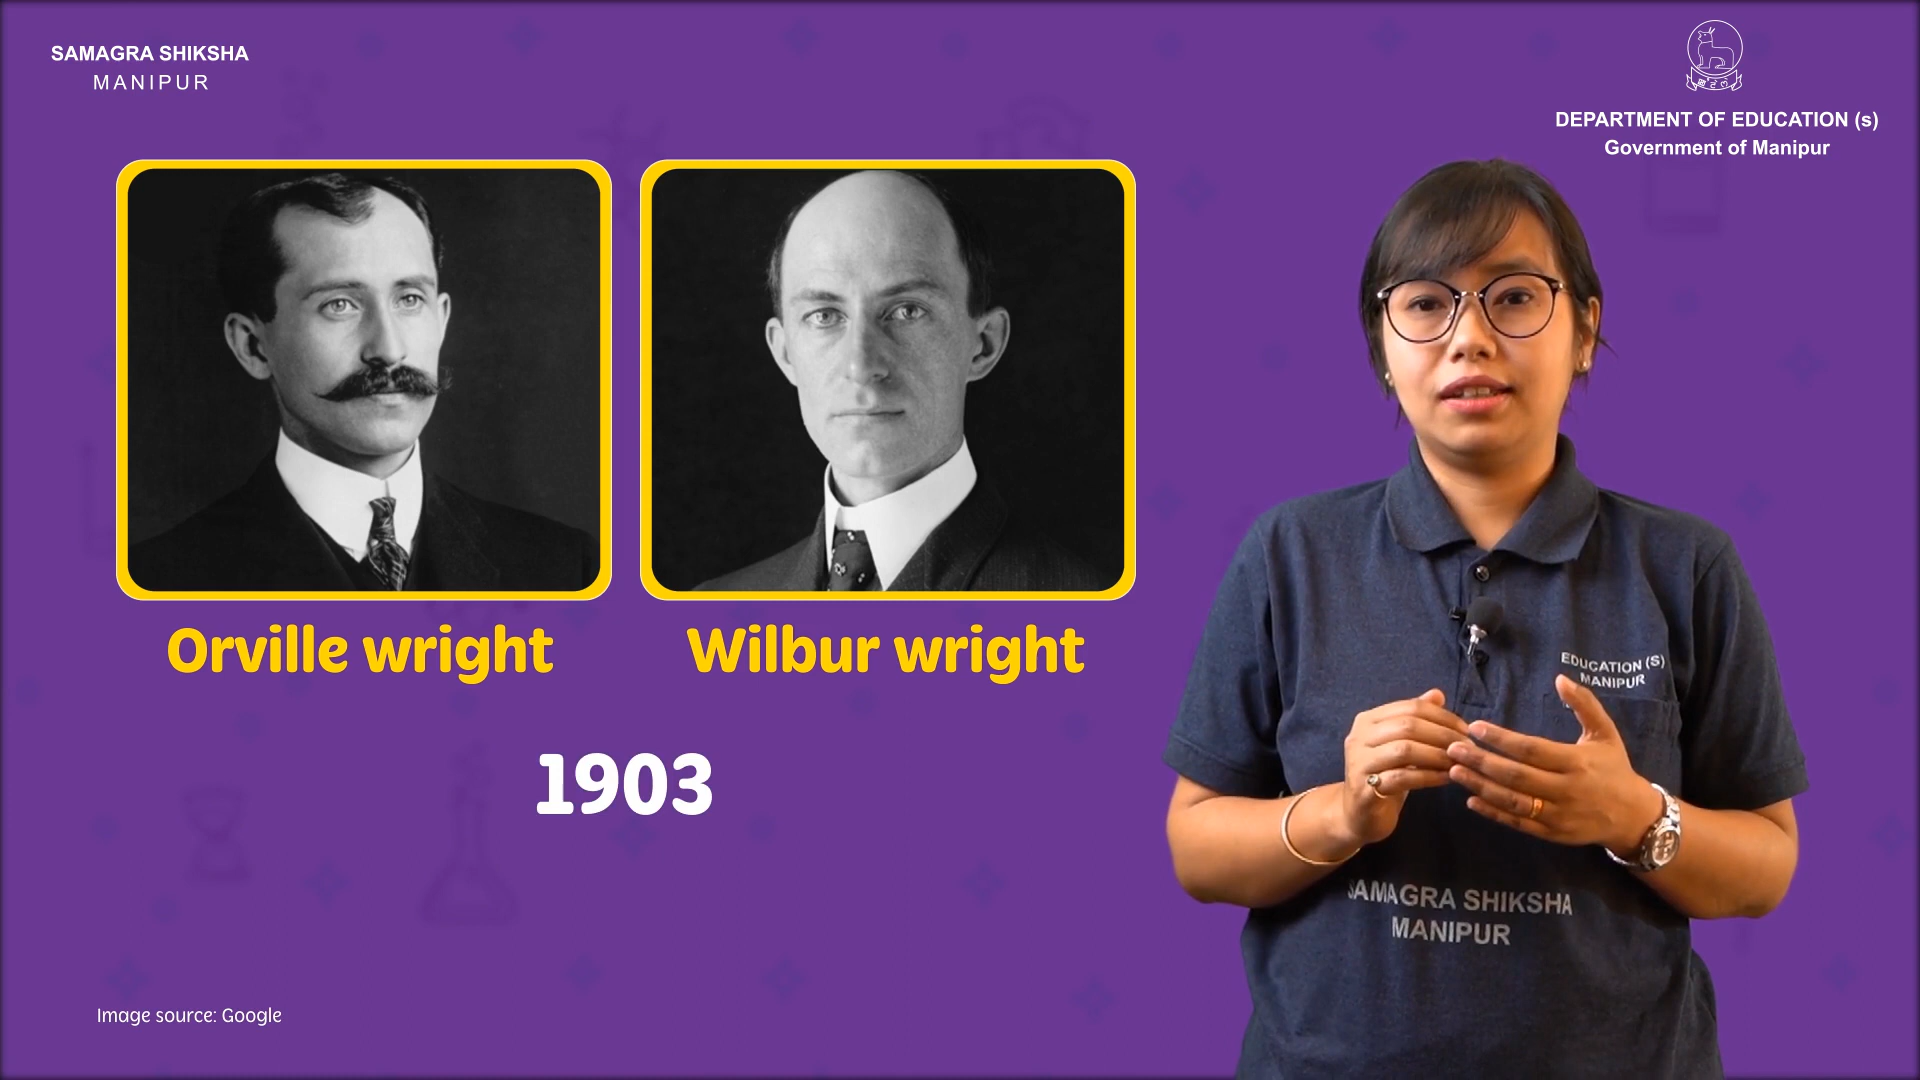 SAMAGRA SHIKSHA
MANIPUR
DEPARTMENT OF EDUCATION (s)
Government of Manipur
Orville wright
Wilbur wright
1903
EDUCATION (S)
MANIPUR
SAMAGRA SHIKSHA
MANIPUR
Image source: Google